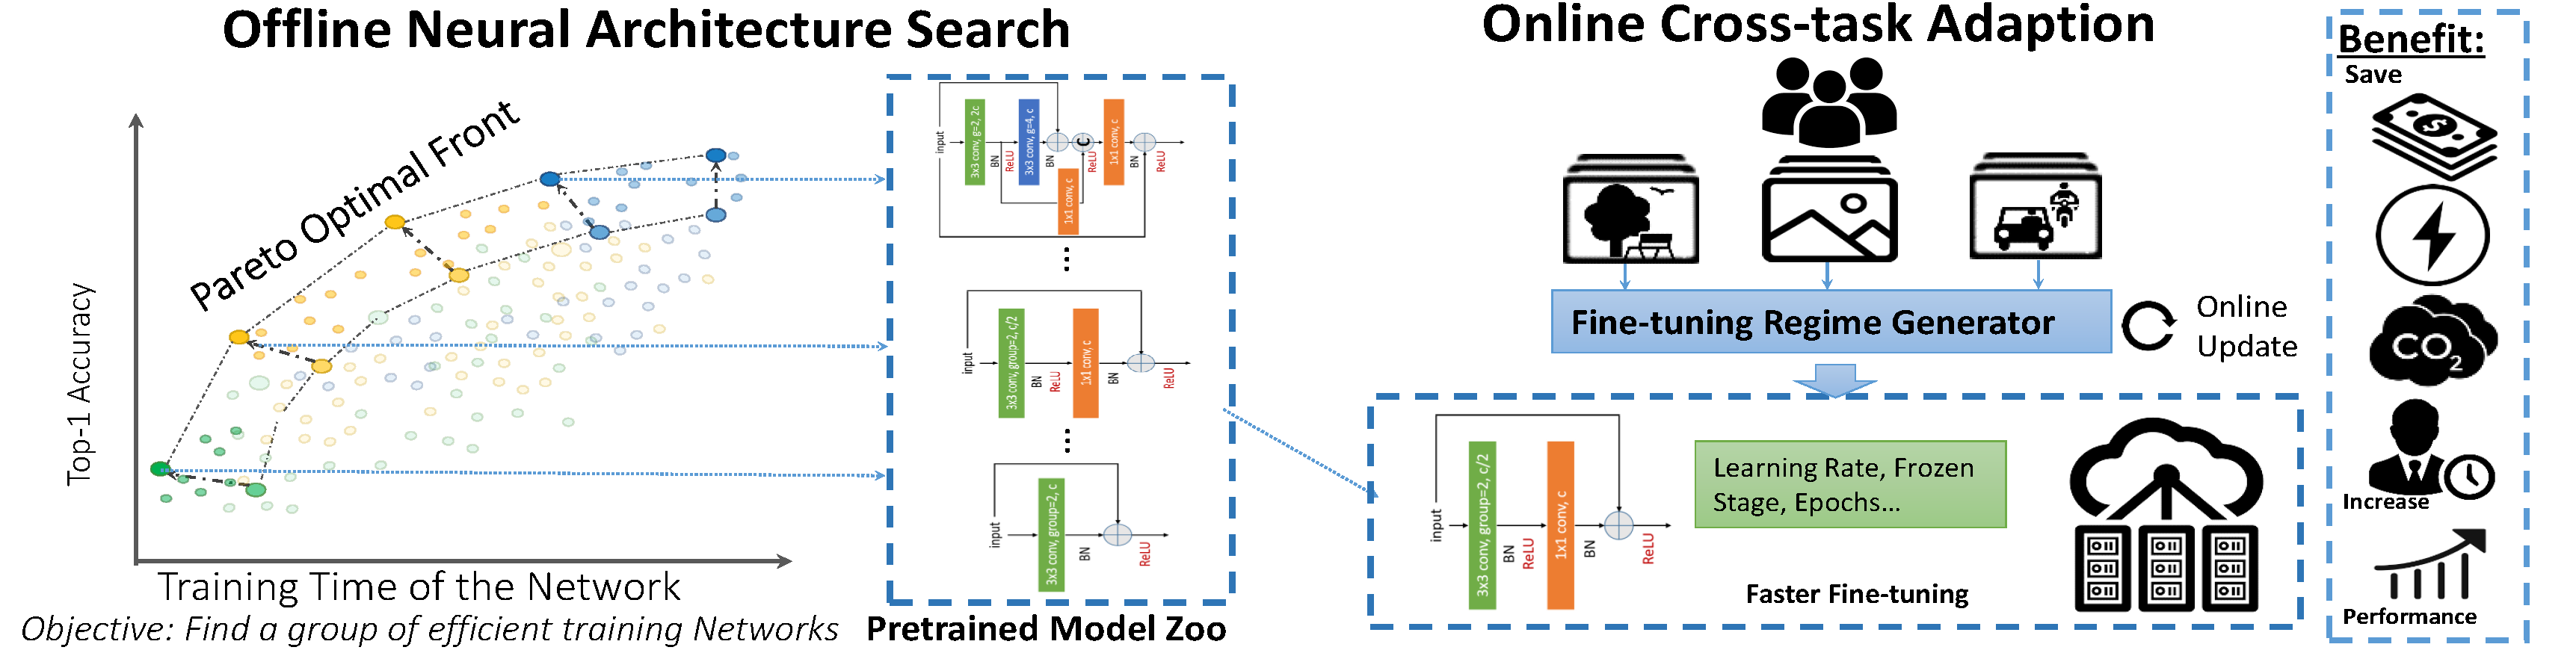 Offline Neural Architecture Search
Pareto Optimal Front
Top-1 Accuracy
Training Time of the Network
Objective: Find a group of efficient training Networks
input
3x3 conv, g=2, 2c
BN
ReLU
3x3 conv, g=4, c
BN
C
1x1 conv, c
ReLU
1x1 conv, c
BN
ReLU
...
input
3x3 conv, group=2, c/2
BN
ReLU
1x1 conv, c
BN
ReLU
...
input
3x3 conv, group=2, c
BN
ReLU
Pretrained Model Zoo
Online Cross-task Adaption
Fine-tuning Regime Generator
Online
Update
input
3x3 conv, group=2, c/2
BN
ReLU
1x1 conv, c
BN
ReLU
Learning Rate, Frozen
Stage, Epochs...
Faster Fine-tuning
Benefit:
Save
$
CO2
Increase
Performance